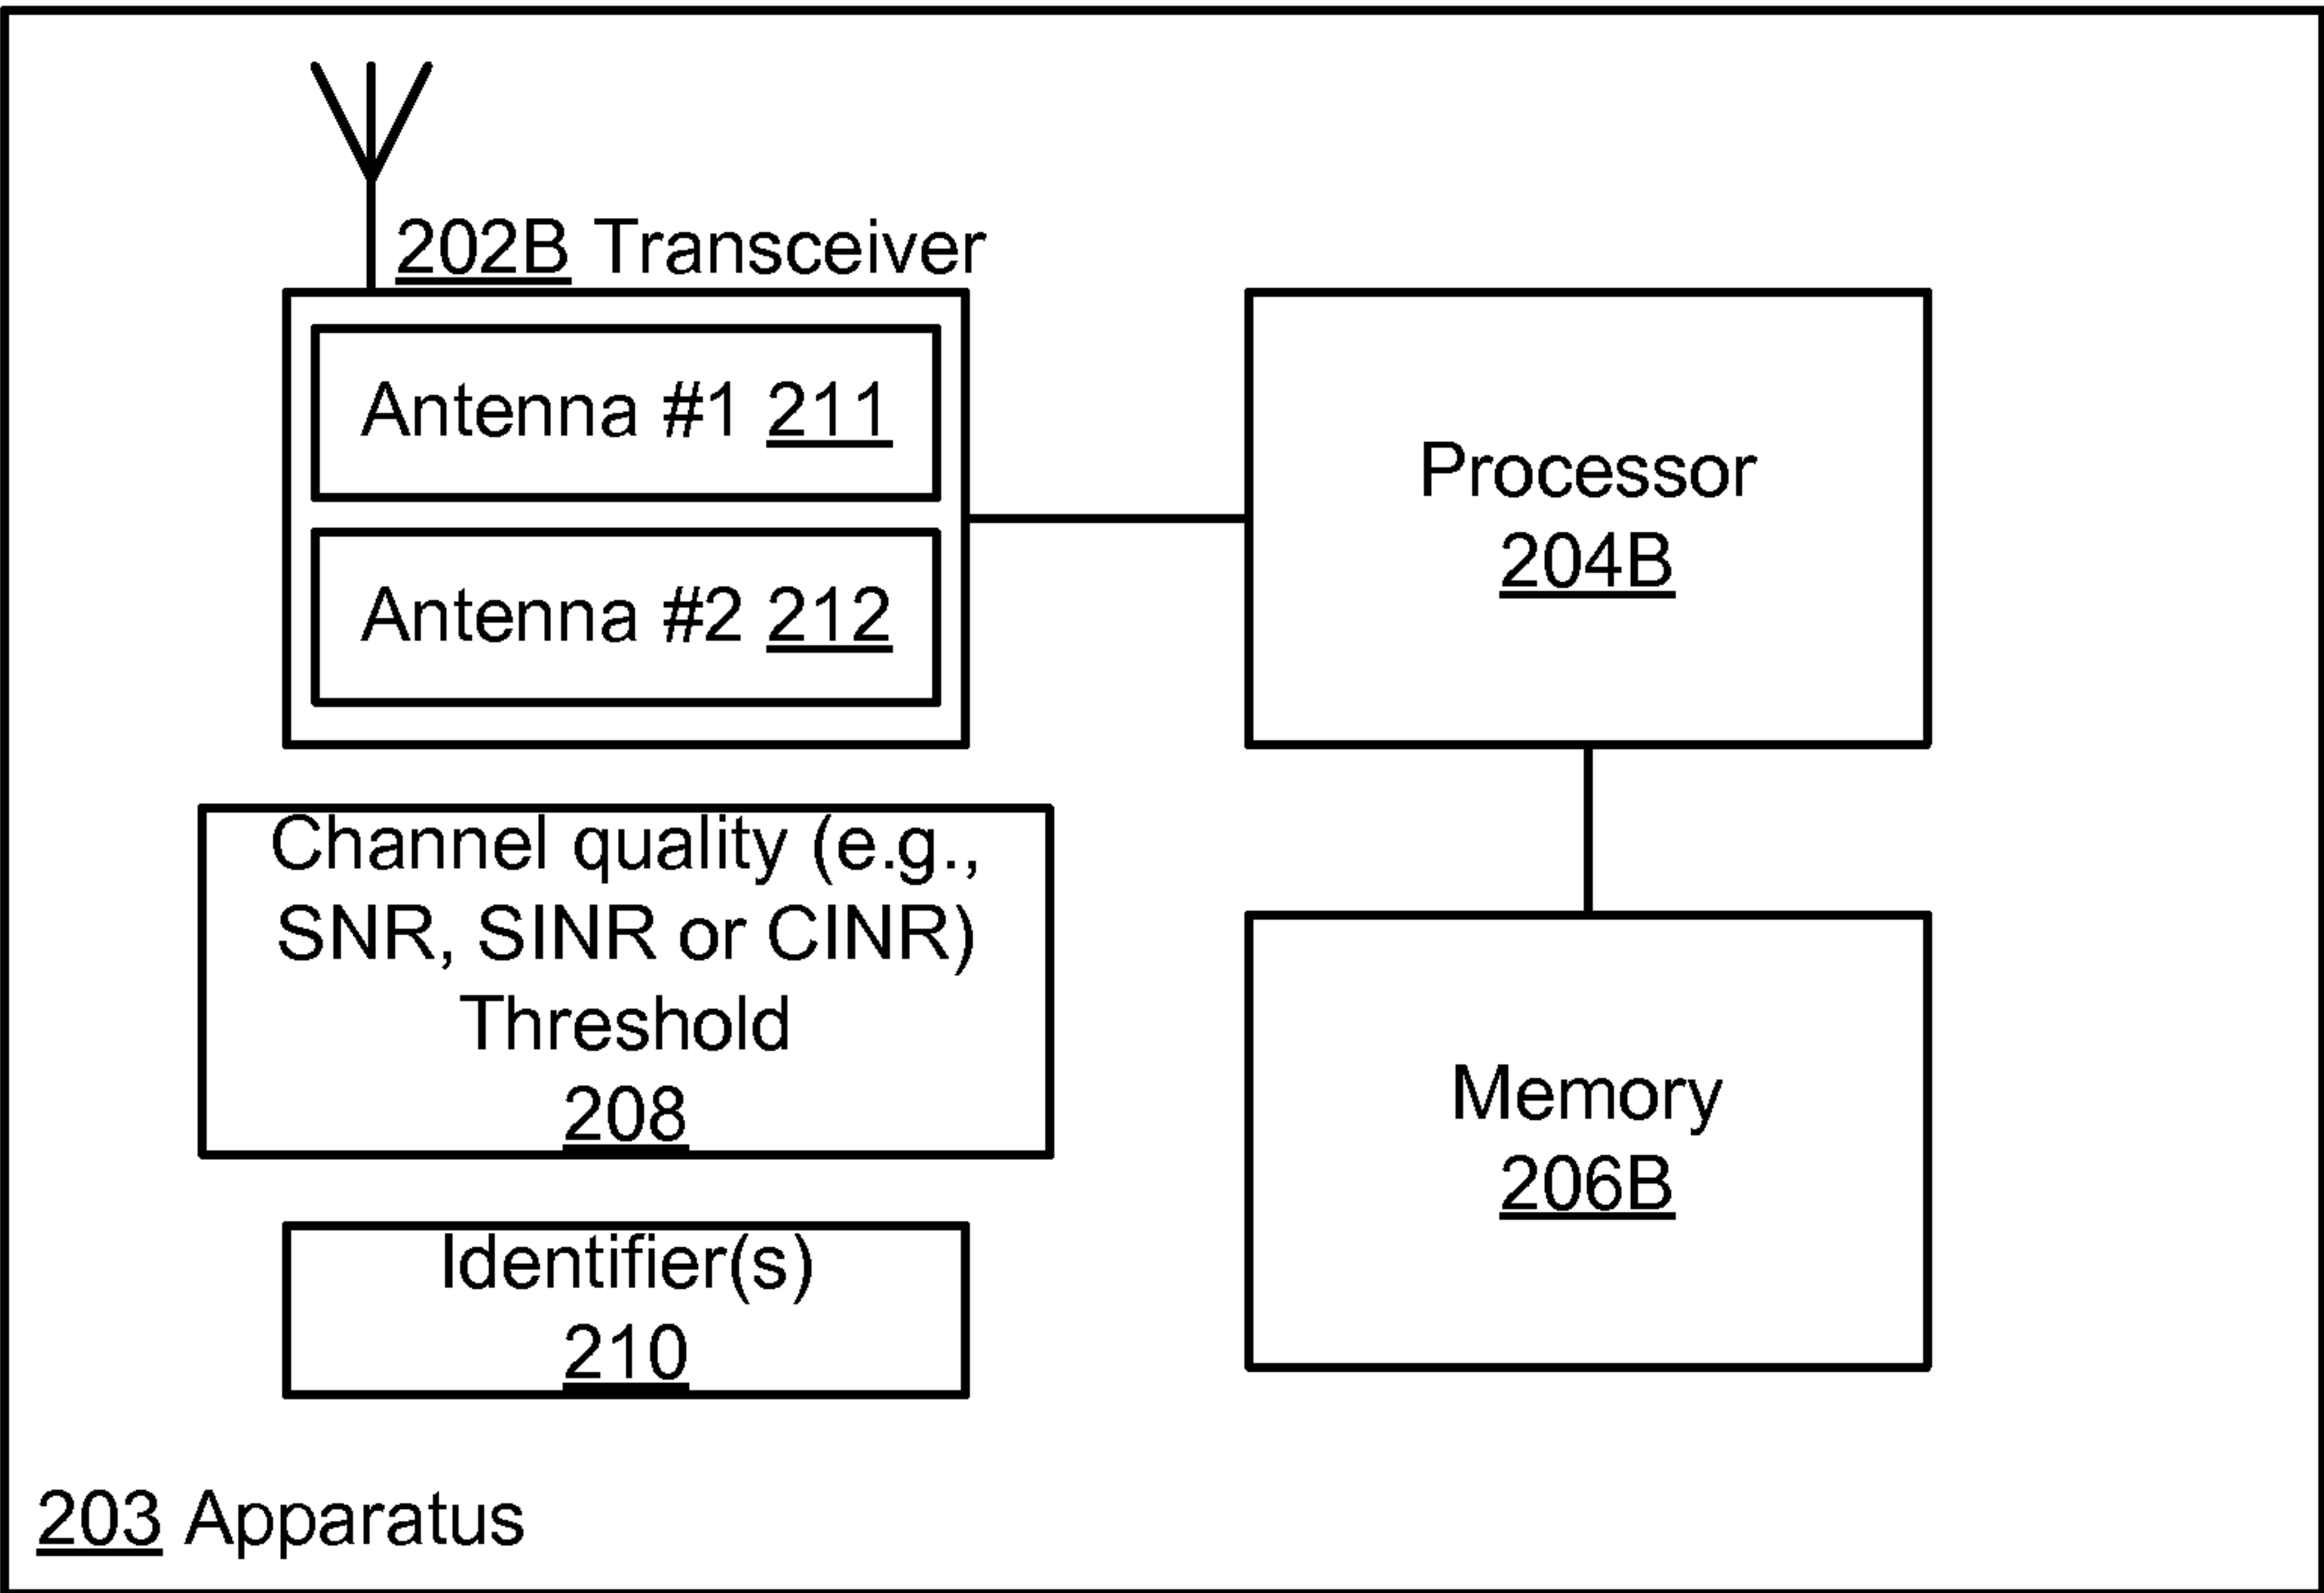 202B Transceiver
Antenna #1 211
Antenna #2 212
Processor
204B
Channel quality (e.g.,
SNR, SINR or CINR)
Threshold
208
Memory
206B
Identifier(s)
210
203 Apparatus